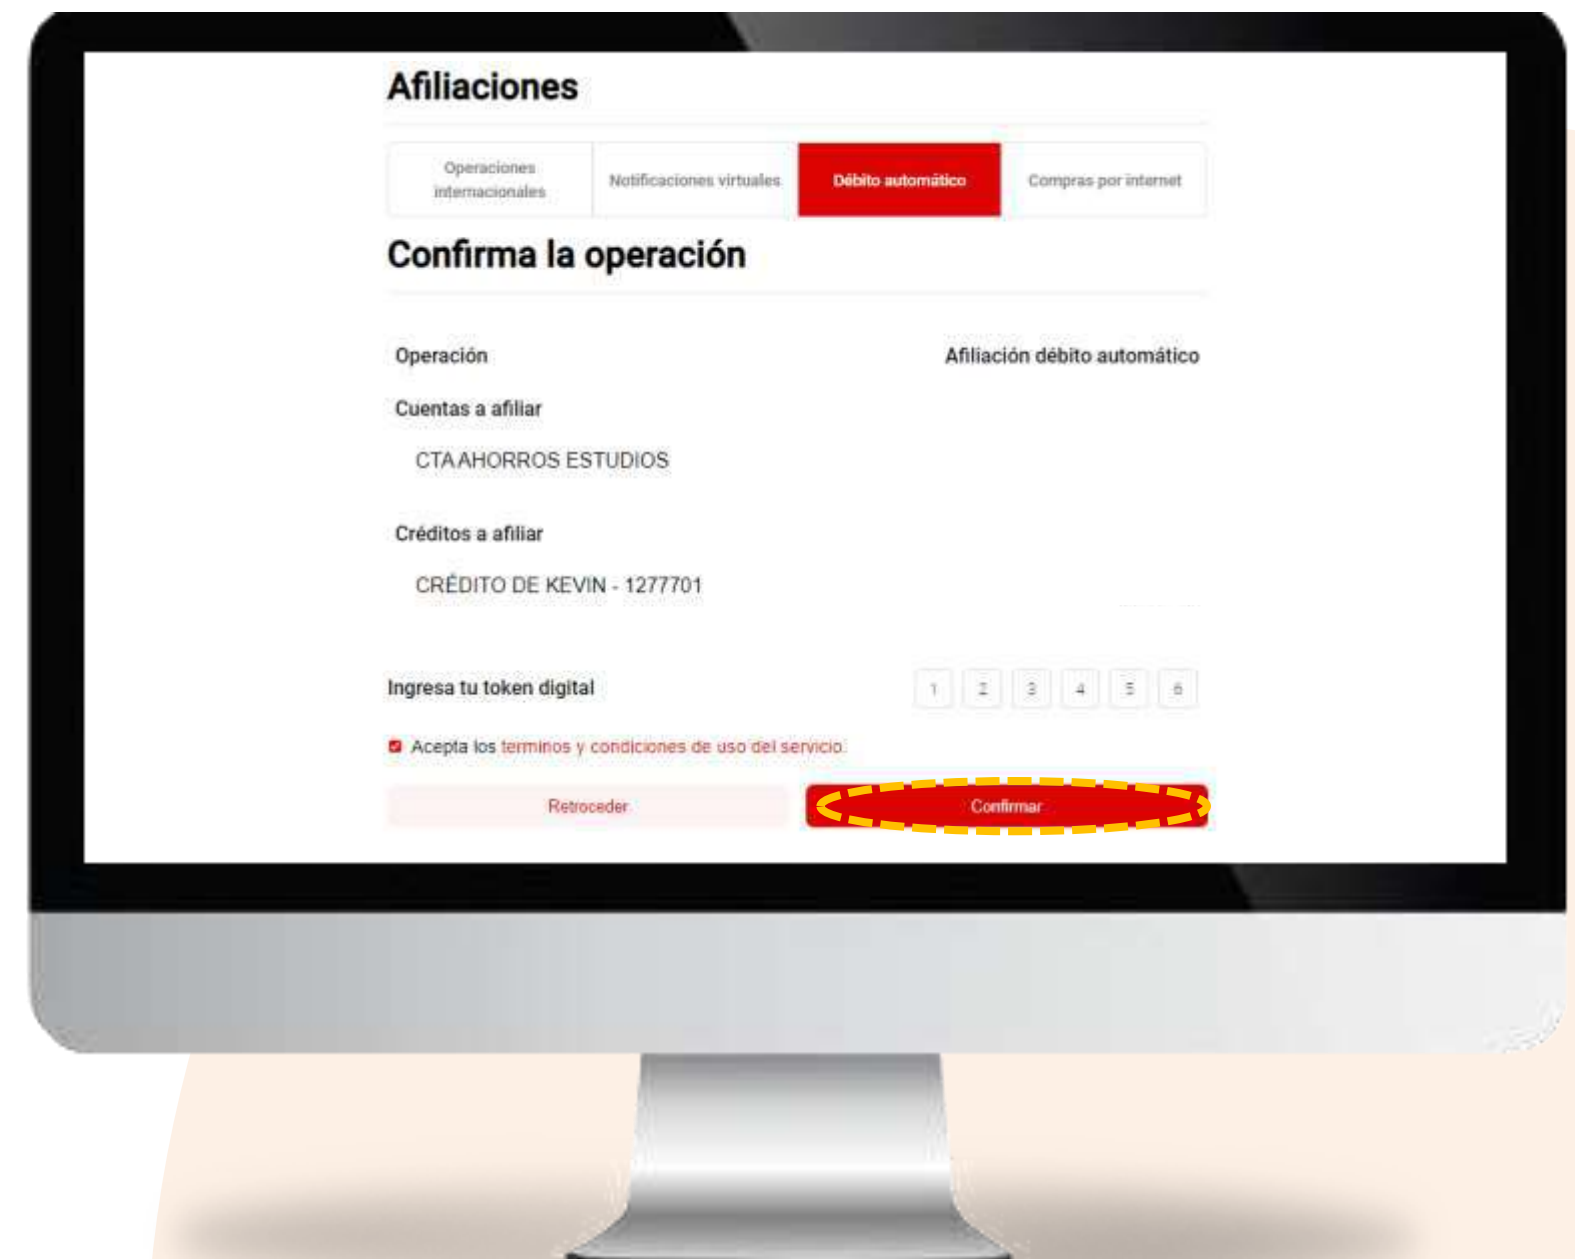 Afiliaciones
Operaciones
internacionales
Notificaciones virtuales
Débito automático
Compras por internet
Confirma la operación
Operación
Afiliación débito automático
Cuentas a afiliar
CTA AHORROS ESTUDIOS
Créditos a afiliar
CRÉDITO DE KEVIN - 1277701
Ingresa tu token digital
1 2 3 4 5 6
Acepta los terminos y condiciones de uso del servicio.
Retroceder
Confirmar